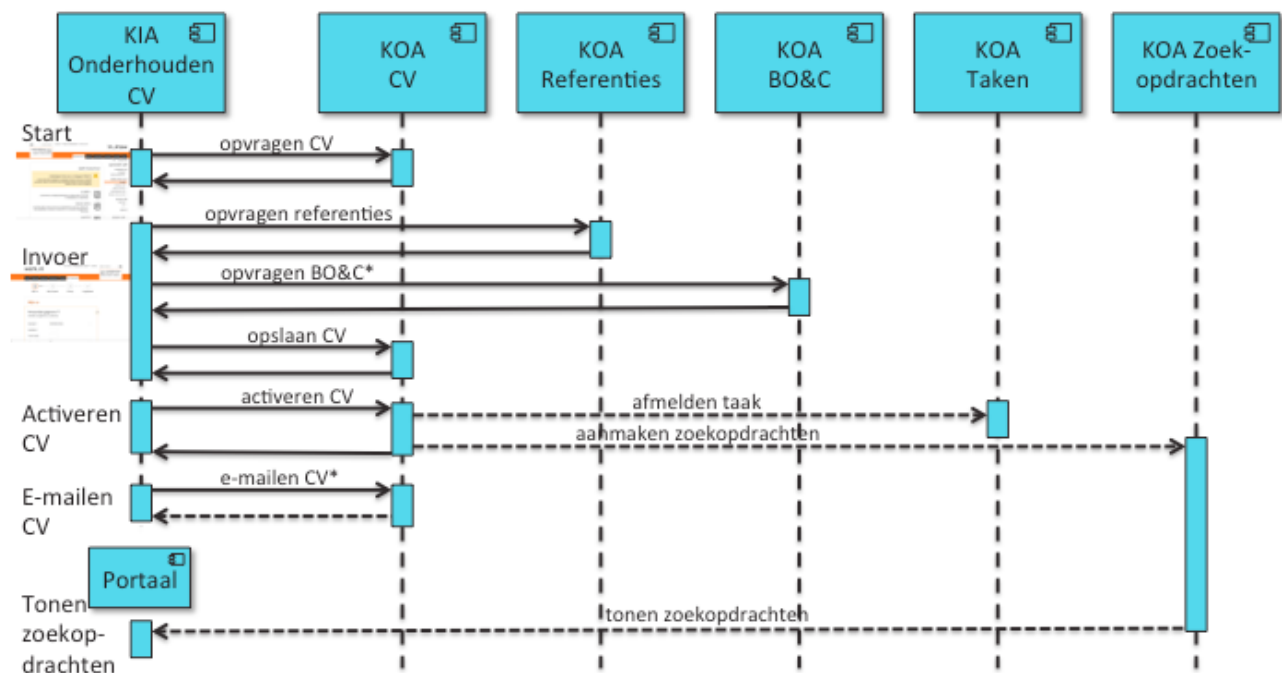 KIA
Onderhouden
CV
KOA
CV
KOA
Referenties
KOA
BO&C
KOA
Taken
KOA Zoek-
opdrachten
Start
opvragen CV
opvragen referenties
Invoer
opvragen BO&C*
opslaan CV
Activeren
CV
activeren CV
afmelden taak
aanmaken zoekopdrachten
E-mailen
CV
e-mailen CV*
Portaal
Tonen
zoekop-
drachten
tonen zoekopdrachten